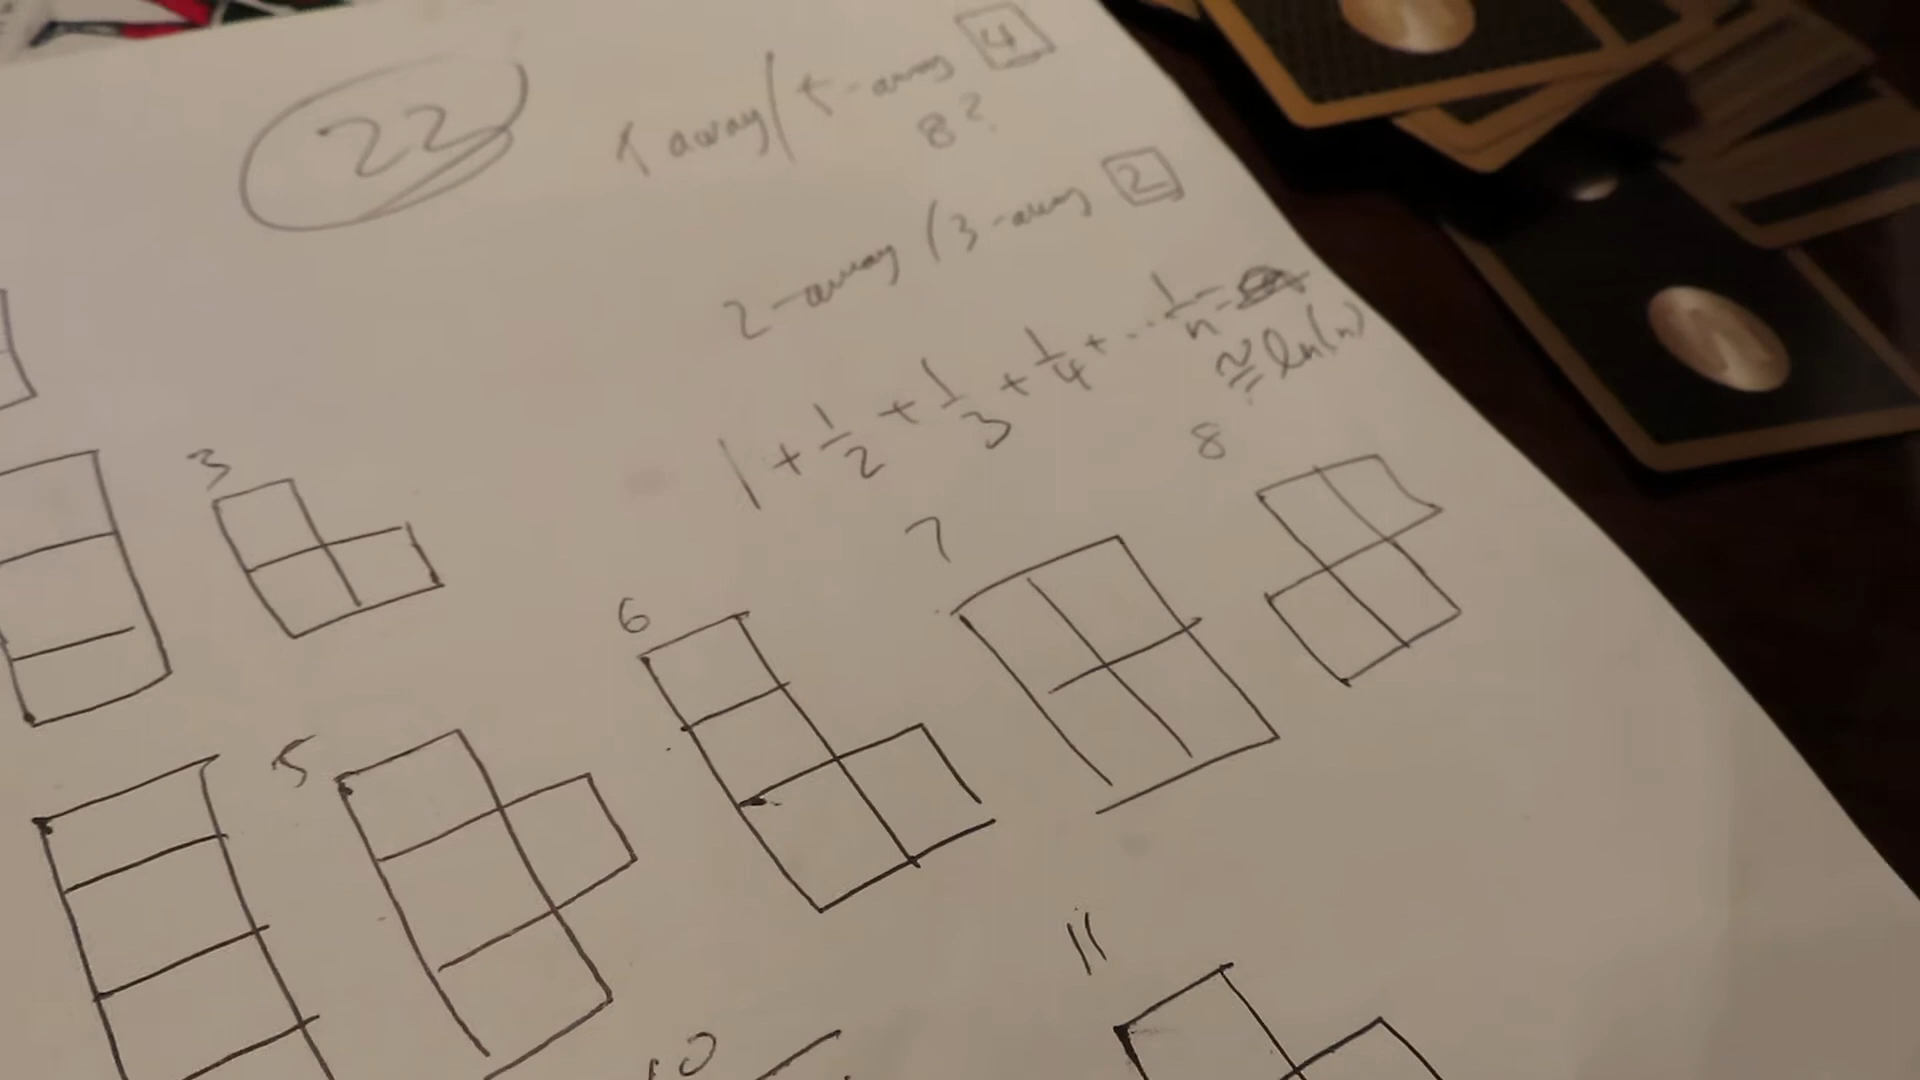 22
1 away / t-away 4
8?
2-away / 3-away 2
1 + 1/2 + 1/3 + 1/4 + ... 1/n =
≅ ln(n)
3
8
7
6
5
11
10